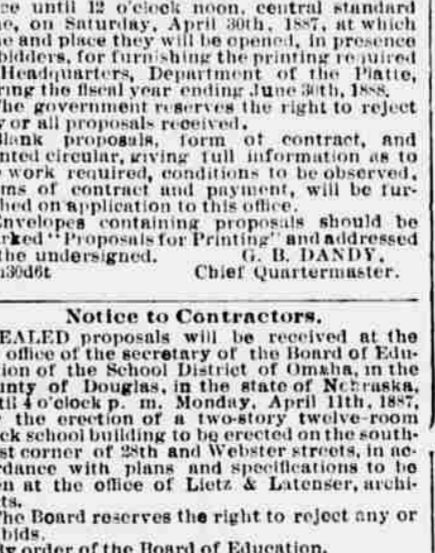 ce until 12 o'clock noon, central standard
e, on Saturday, April 30th, 1887, at which
e and place they will be opened, in presence
bidders, for furnishing the printing required
Headquarters, Department of the Platte,
ring the fiscal year ending June 30th, 1888.
he government reserves the right to reject
y or all proposals received.
lank proposals, form of contract, and
nted circular, giving full information as to
work required, conditions to be observed,
ms of contract and payment, will be fur-
hed on application to this office.
nvelopes containing proposals should be
rked "Proposals for Printing" and addressed
the undersigned. G. B. DANDY,
30d6t Chief Quartermaster.
Notice to Contractors.
EALED proposals will be received at the
office of the secretary of the Board of Edu-
ion of the School District of Omaha, in the
unty of Douglas, in the state of Nebraska,
til 4 o'clock p. m. Monday, April 11th, 1887,
the erection of a two-story twelve-room
ck school building to be erected on the south-
st corner of 28th and Webster streets, in ac-
rdance with plans and specifications to be
n at the office of Lietz & Latenser, archi-
ts.
he Board reserves the right to reject any or
bids.
y order of the Board of Education.